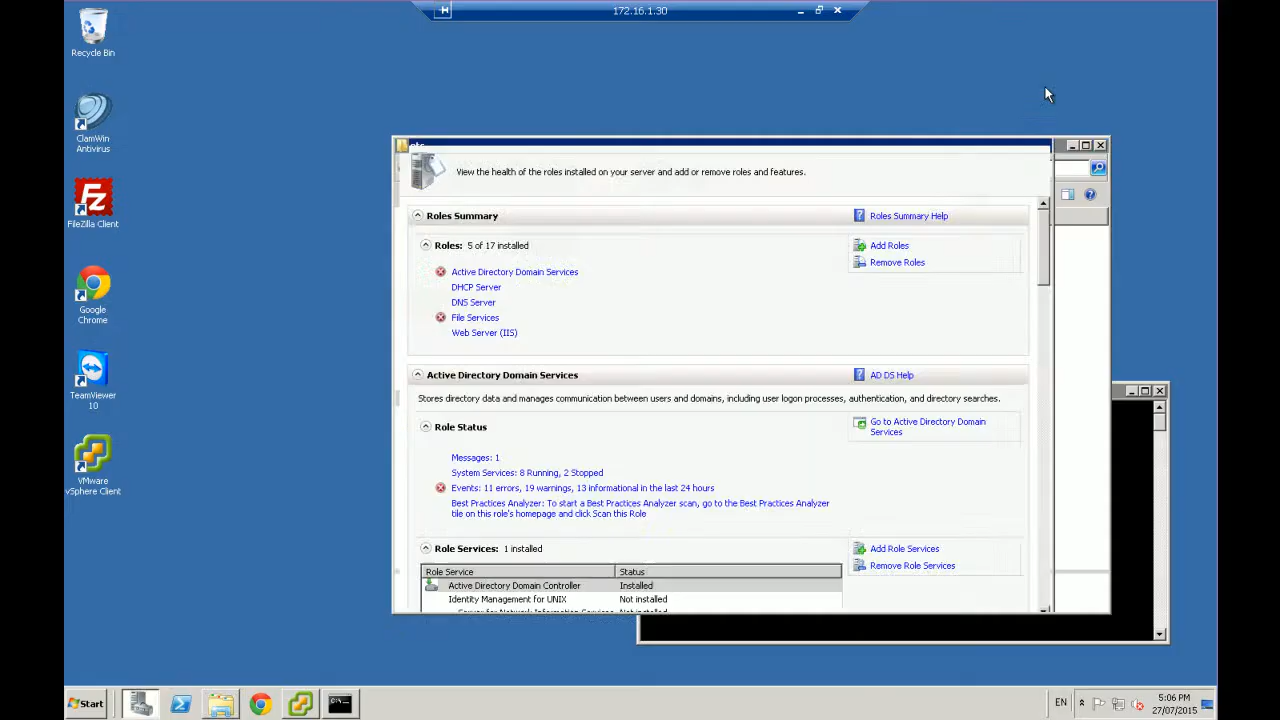 172.16.1.30
Recycle Bin
ClamWin
Antivirus
FileZilla Client
Google
Chrome
TeamViewer
10
VMware
vSphere Client
View the health of the roles installed on your server and add or remove roles and features.
Roles Summary
Roles Summary Help
Roles: 5 of 17 installed
Add Roles
Remove Roles
Active Directory Domain Services
DHCP Server
DNS Server
File Services
Web Server (IIS)
Active Directory Domain Services
AD DS Help
Stores directory data and manages communication between users and domains, including user logon processes, authentication, and directory searches.
Role Status
Go to Active Directory Domain
Services
Messages: 1
System Services: 8 Running, 2 Stopped
Events: 11 errors, 19 warnings, 13 informational in the last 24 hours
Best Practices Analyzer: To start a Best Practices Analyzer scan, go to the Best Practices Analyzer
tile on this role's homepage and click Scan this Role
Role Services: 1 installed
Add Role Services
Remove Role Services
Role Service Status
Active Directory Domain Controller Installed
Identity Management for UNIX Not installed
Server for Network Information Services Not installed
Start
EN
5:06 PM
27/07/2015